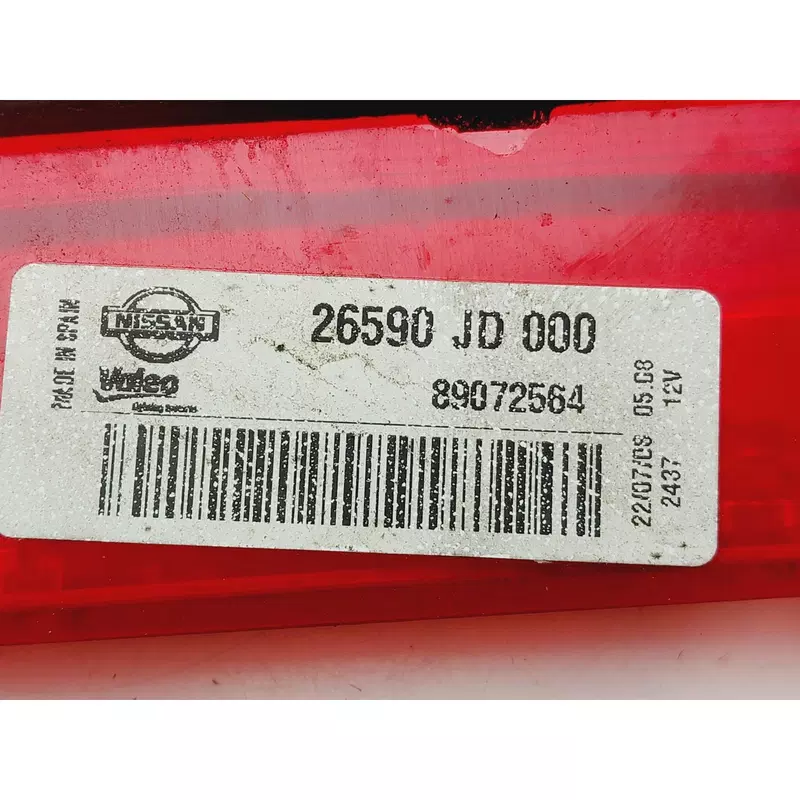 MADE IN SPAIN
NISSAN
26590 JD 000
Valeo
89072564
22/07/08 05:08
2437 12V